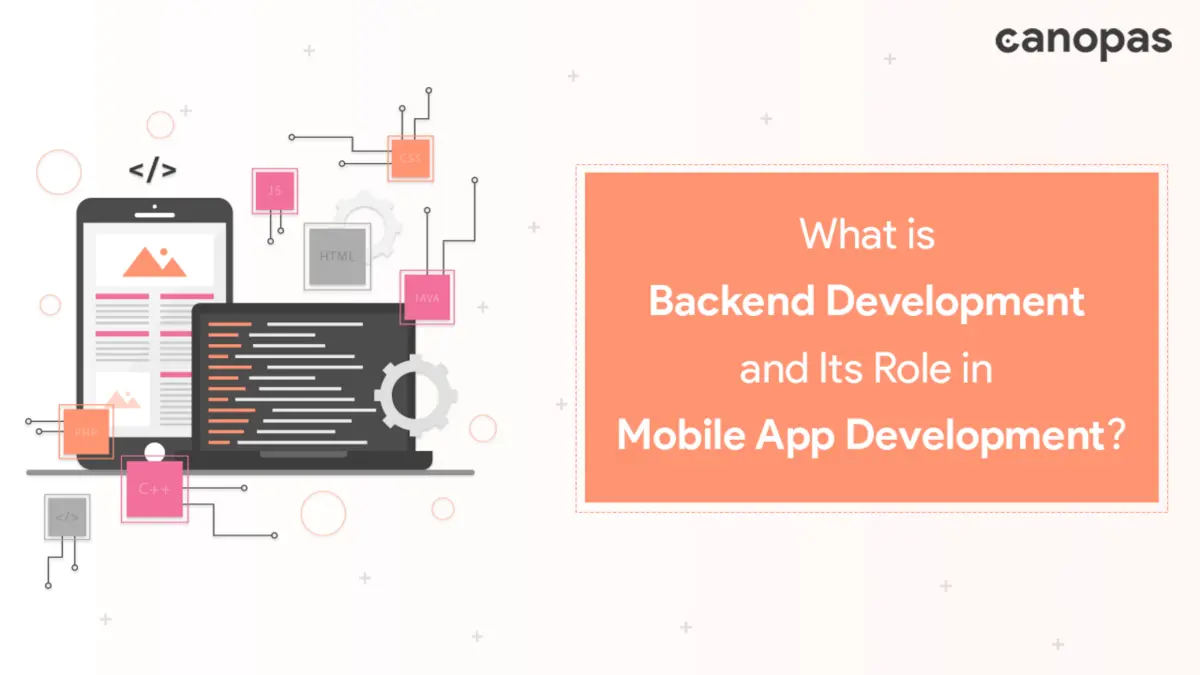 canopas
</>
CSS
JS
HTML
JAVA
PHP
C++
</>
What is
Backend Development
and Its Role in
Mobile App Development?